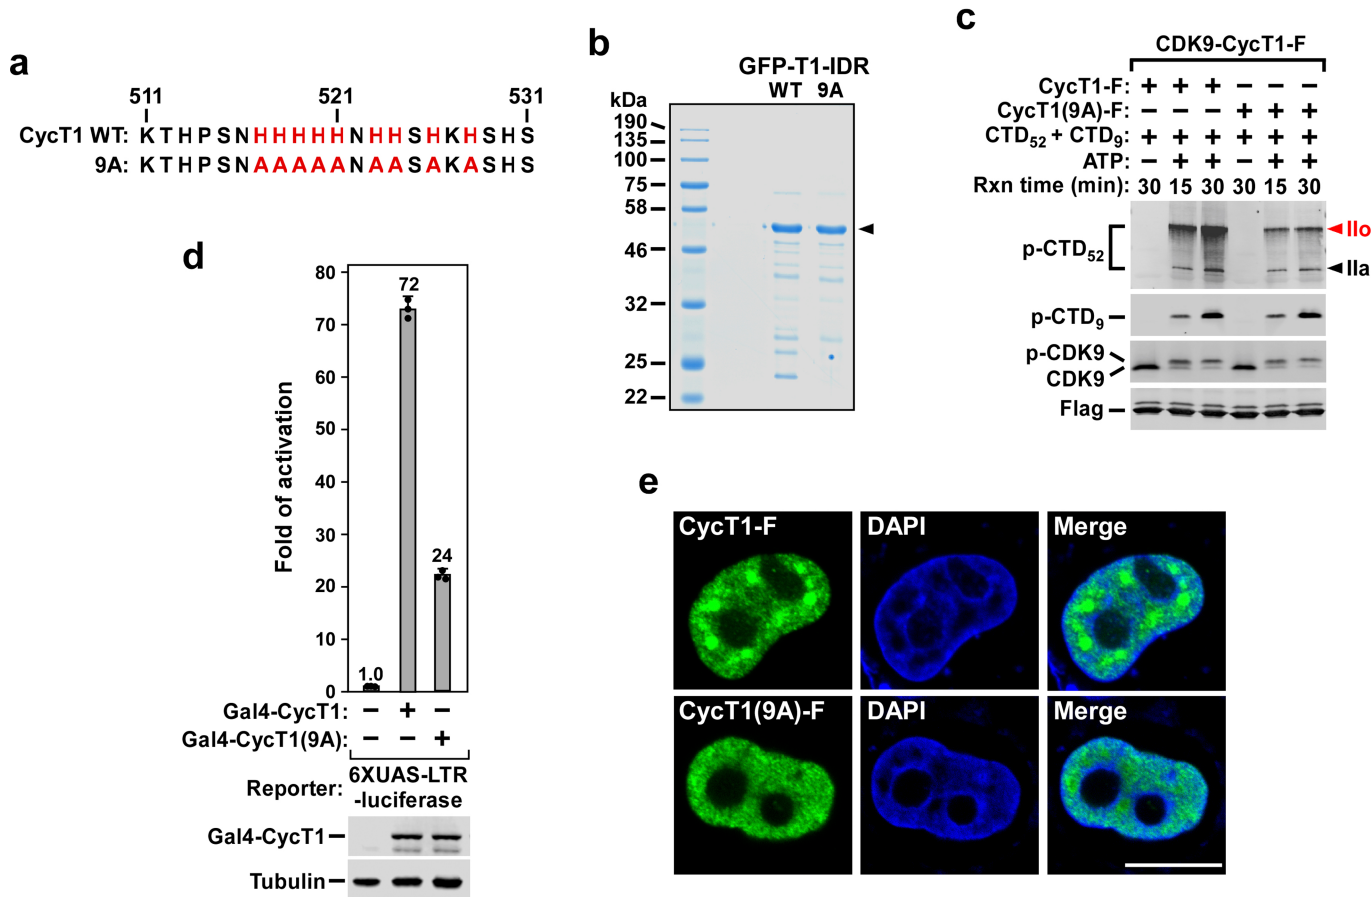 a
511 521 531
CycT1 WT: K T H P S N H H H H H N H H S H K H S H S
9A: K T H P S N A A A A A N A A S A K A S H S
b
GFP-T1-IDR
WT 9A
kDa
190
135
100
75
58
46
32
25
22
c
CDK9-CycT1-F
CycT1-F: + + + − − −
CycT1(9A)-F: − − − + + +
CTD52 + CTD9: + + + + + +
ATP: − + + − + +
Rxn time (min): 30 15 30 30 15 30
p-CTD52
IIo
IIa
p-CTD9
p-CDK9
CDK9
Flag
d
Fold of activation
80
70
60
50
40
30
20
10
0
1.0
72
24
Gal4-CycT1: − + −
Gal4-CycT1(9A): − − +
Reporter: 6XUAS-LTR
-luciferase
Gal4-CycT1
Tubulin
e
CycT1-F DAPI Merge
CycT1(9A)-F DAPI Merge